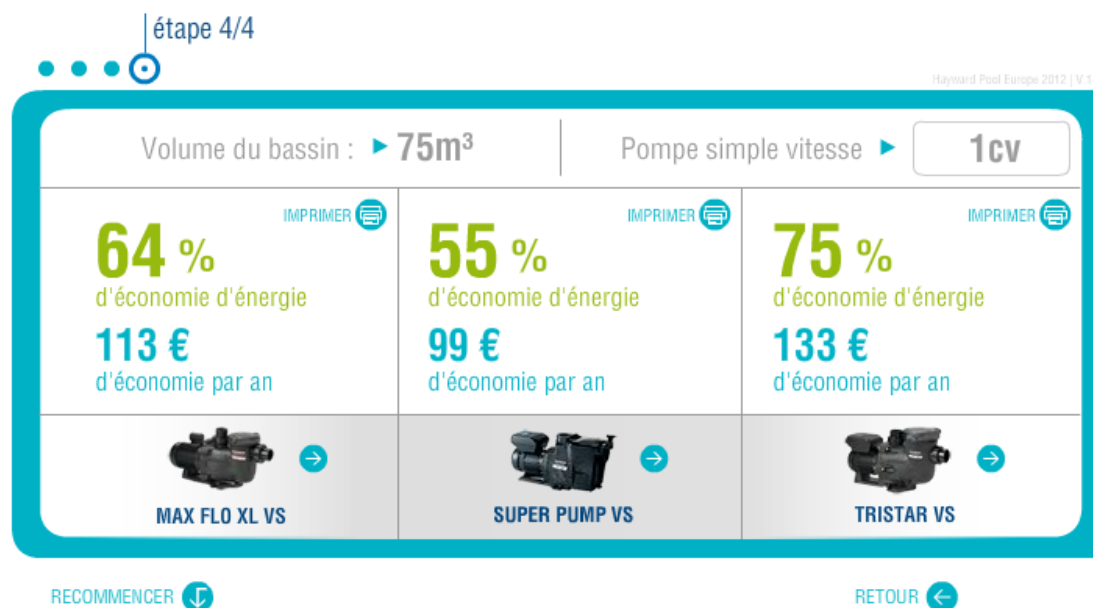 étape 4/4
Hayward Pool Europe 2012 | V 1
Volume du bassin : 75m³
Pompe simple vitesse 1cv
IMPRIMER
64 %
d'économie d'énergie
113 €
d'économie par an
MAX FLO XL VS
IMPRIMER
55 %
d'économie d'énergie
99 €
d'économie par an
SUPER PUMP VS
IMPRIMER
75 %
d'économie d'énergie
133 €
d'économie par an
TRISTAR VS
RECOMMENCER
RETOUR